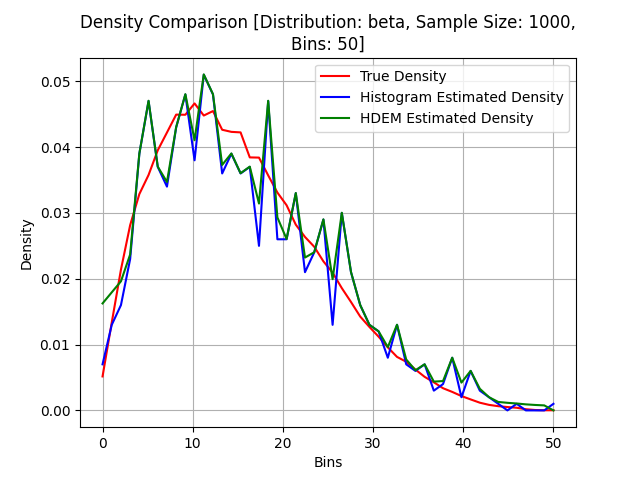 Density Comparison [Distribution: beta, Sample Size: 1000,
Bins: 50]
True Density
Histogram Estimated Density
HDEM Estimated Density
Density
0.05
0.04
0.03
0.02
0.01
0.00
0 10 20 30 40 50
Bins